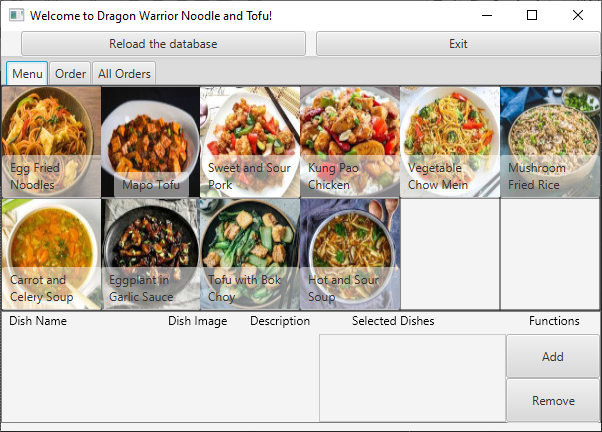 Welcome to Dragon Warrior Noodle and Tofu!
Reload the database Exit
Menu Order All Orders
Egg Fried
Noodles
Mapo Tofu
Sweet and Sour
Pork
Kung Pao
Chicken
Vegetable
Chow Mein
Mushroom
Fried Rice
Carrot and
Celery Soup
Eggplant in
Garlic Sauce
Tofu with Bok
Choy
Hot and Sour
Soup
Dish Name Dish Image Description Selected Dishes Functions
Add
Remove